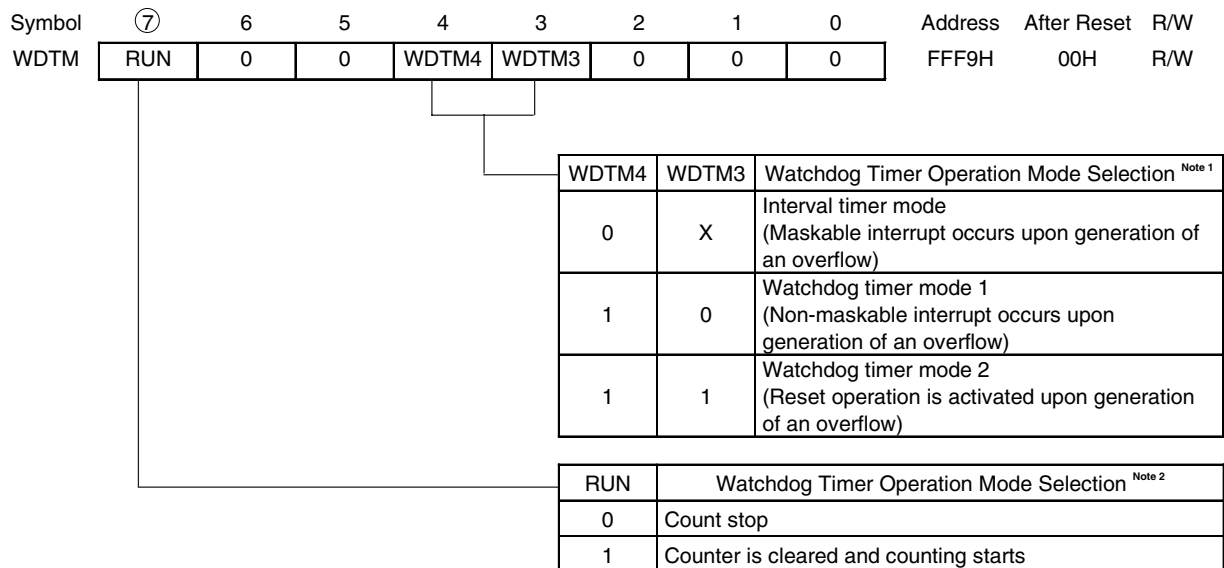 Symbol ⑦ 6 5 4 3 2 1 0 Address After Reset R/W
WDTM RUN 0 0 WDTM4 WDTM3 0 0 0 FFF9H 00H R/W
WDTM4 WDTM3 Watchdog Timer Operation Mode Selection Note 1
0 X Interval timer mode
(Maskable interrupt occurs upon generation of
an overflow)
1 0 Watchdog timer mode 1
(Non-maskable interrupt occurs upon
generation of an overflow)
1 1 Watchdog timer mode 2
(Reset operation is activated upon generation
of an overflow)
RUN Watchdog Timer Operation Mode Selection Note 2
0 Count stop
1 Counter is cleared and counting starts